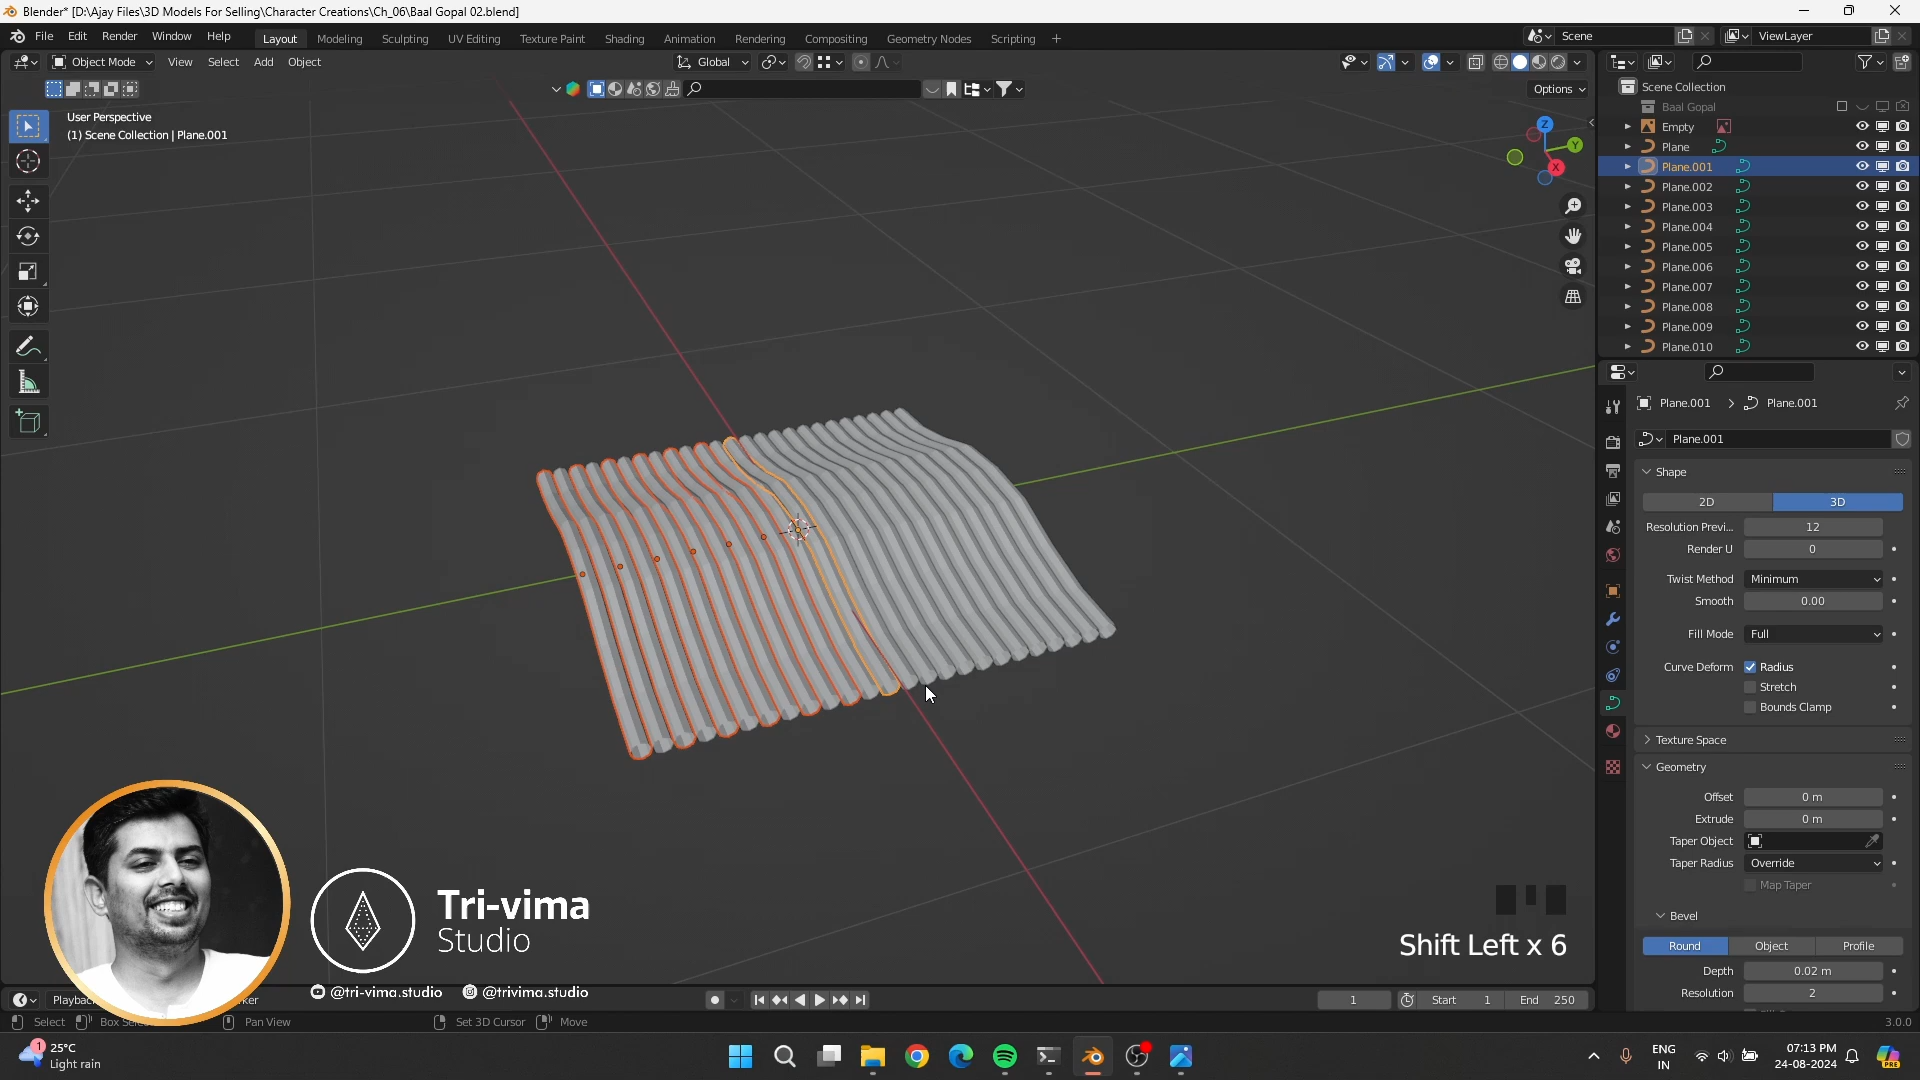 Blender* [D:\Ajay Files\3D Models For Selling\Character Creations\Ch_06\Baal Gopal 02.blend]
File Edit Render Window Help Layout Modeling Sculpting UV Editing Texture Paint Shading Animation Rendering Compositing Geometry Nodes Scripting + Scene ViewLayer
Object Mode View Select Add Object Global
Options
User Perspective
(1) Scene Collection | Plane.001
Z
Y
X
Scene Collection
Baal Gopal
Empty
Plane
Plane.001
Plane.002
Plane.003
Plane.004
Plane.005
Plane.006
Plane.007
Plane.008
Plane.009
Plane.010
Plane.001 > Plane.001
Plane.001
Shape
2D 3D
Resolution Previ... 12
Render U 0
Twist Method Minimum
Smooth 0.00
Fill Mode Full
Curve Deform Radius
Stretch
Bounds Clamp
Texture Space
Geometry
Offset 0 m
Extrude 0 m
Taper Object
Taper Radius Override
Map Taper
Bevel
Round Object Profile
Depth 0.02 m
Resolution 2
Shift Left x 6
Tri-vima
Studio
@tri-vima.studio @trivima.studio
1 Start 1 End 250
Select Pan View Set 3D Cursor Move 3.0.0
1
25°C
Light rain
ENG
IN
07:13 PM
24-08-2024
PRE